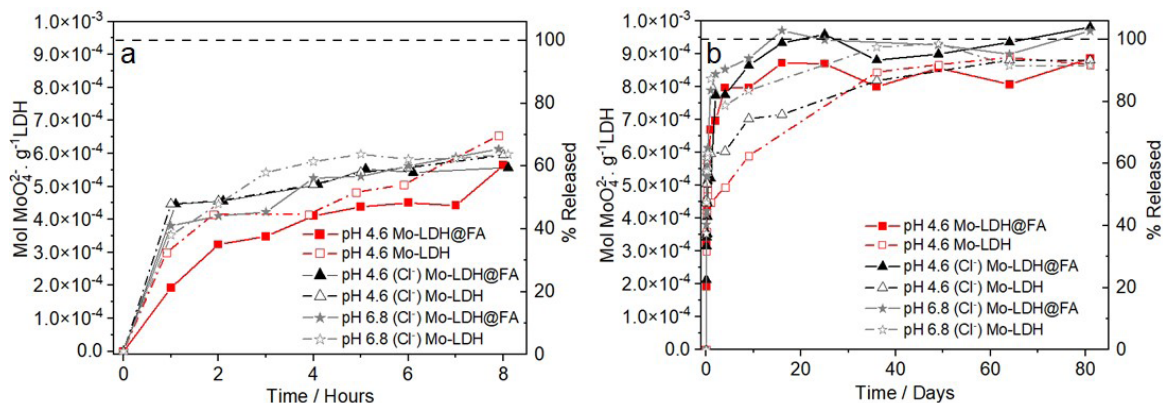 a
1.0×10⁻³
9.0×10⁻⁴
8.0×10⁻⁴
7.0×10⁻⁴
6.0×10⁻⁴
5.0×10⁻⁴
4.0×10⁻⁴
3.0×10⁻⁴
2.0×10⁻⁴
1.0×10⁻⁴
0.0
Mol MoO₄²⁻· g⁻¹LDH
100
80
60
40
20
0
% Released
pH 4.6 Mo-LDH@FA
pH 4.6 Mo-LDH
pH 4.6 (Cl⁻) Mo-LDH@FA
pH 4.6 (Cl⁻) Mo-LDH
pH 6.8 (Cl⁻) Mo-LDH@FA
pH 6.8 (Cl⁻) Mo-LDH
0 1 2 3 4 5 6 7 8
Time / Hours
b
1.0×10⁻³
9.0×10⁻⁴
8.0×10⁻⁴
7.0×10⁻⁴
6.0×10⁻⁴
5.0×10⁻⁴
4.0×10⁻⁴
3.0×10⁻⁴
2.0×10⁻⁴
1.0×10⁻⁴
0.0
Mol MoO₄²⁻· g⁻¹LDH
100
80
60
40
20
0
% Released
pH 4.6 Mo-LDH@FA
pH 4.6 Mo-LDH
pH 4.6 (Cl⁻) Mo-LDH@FA
pH 4.6 (Cl⁻) Mo-LDH
pH 6.8 (Cl⁻) Mo-LDH@FA
pH 6.8 (Cl⁻) Mo-LDH
0 20 40 60 80
Time / Days